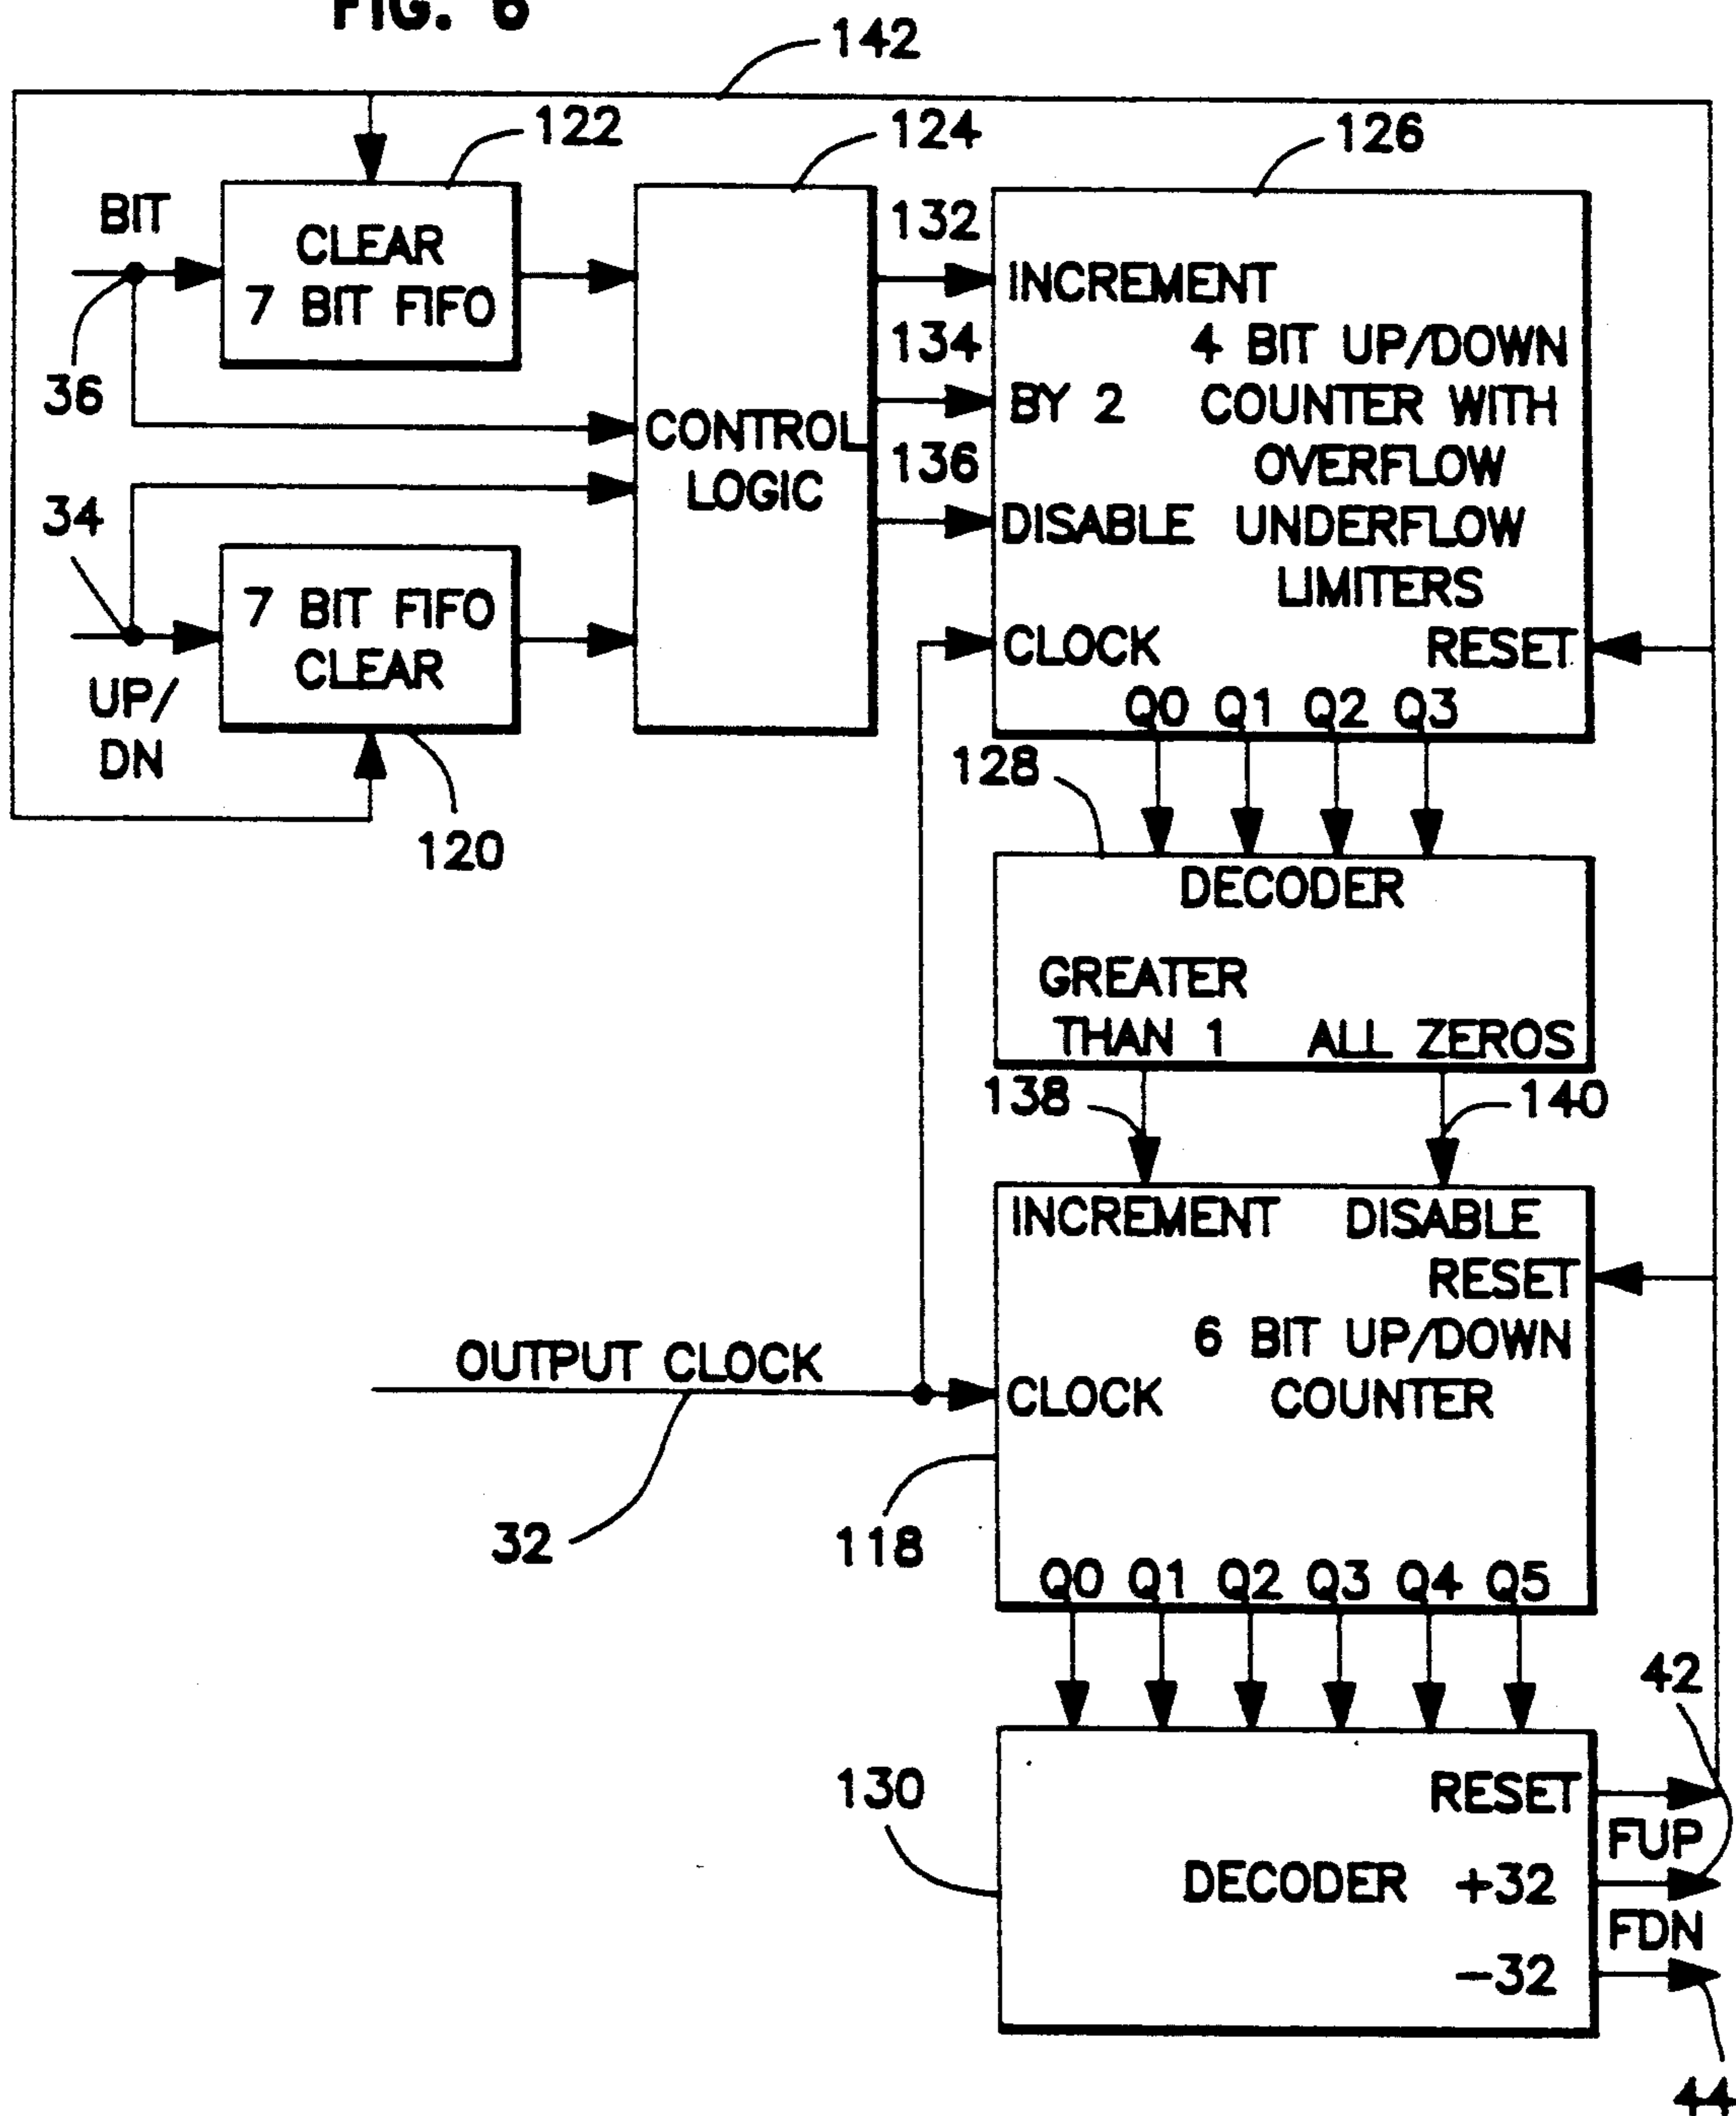 FIG. 6
142
122
124
126
BIT
CLEAR
7 BIT FIFO
36
34
7 BIT FIFO
CLEAR
UP/
DN
120
CONTROL
LOGIC
132
134
136
INCREMENT
4 BIT UP/DOWN
BY 2 COUNTER WITH
OVERFLOW
DISABLE UNDERFLOW
LIMITERS
CLOCK RESET
Q0 Q1 Q2 Q3
128
DECODER
GREATER
THAN 1 ALL ZEROS
138
140
INCREMENT DISABLE
RESET
6 BIT UP/DOWN
OUTPUT CLOCK
CLOCK COUNTER
32
118
Q0 Q1 Q2 Q3 Q4 Q5
42
130
RESET
FUP
DECODER +32
FDN
-32
44